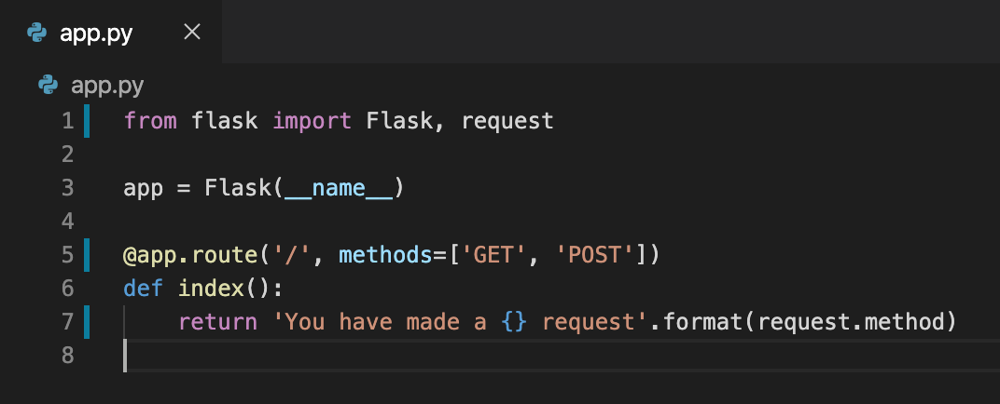 app.py
app.py
1 from flask import Flask, request
2
3 app = Flask(__name__)
4
5 @app.route('/', methods=['GET', 'POST'])
6 def index():
7     return 'You have made a {} request'.format(request.method)
8